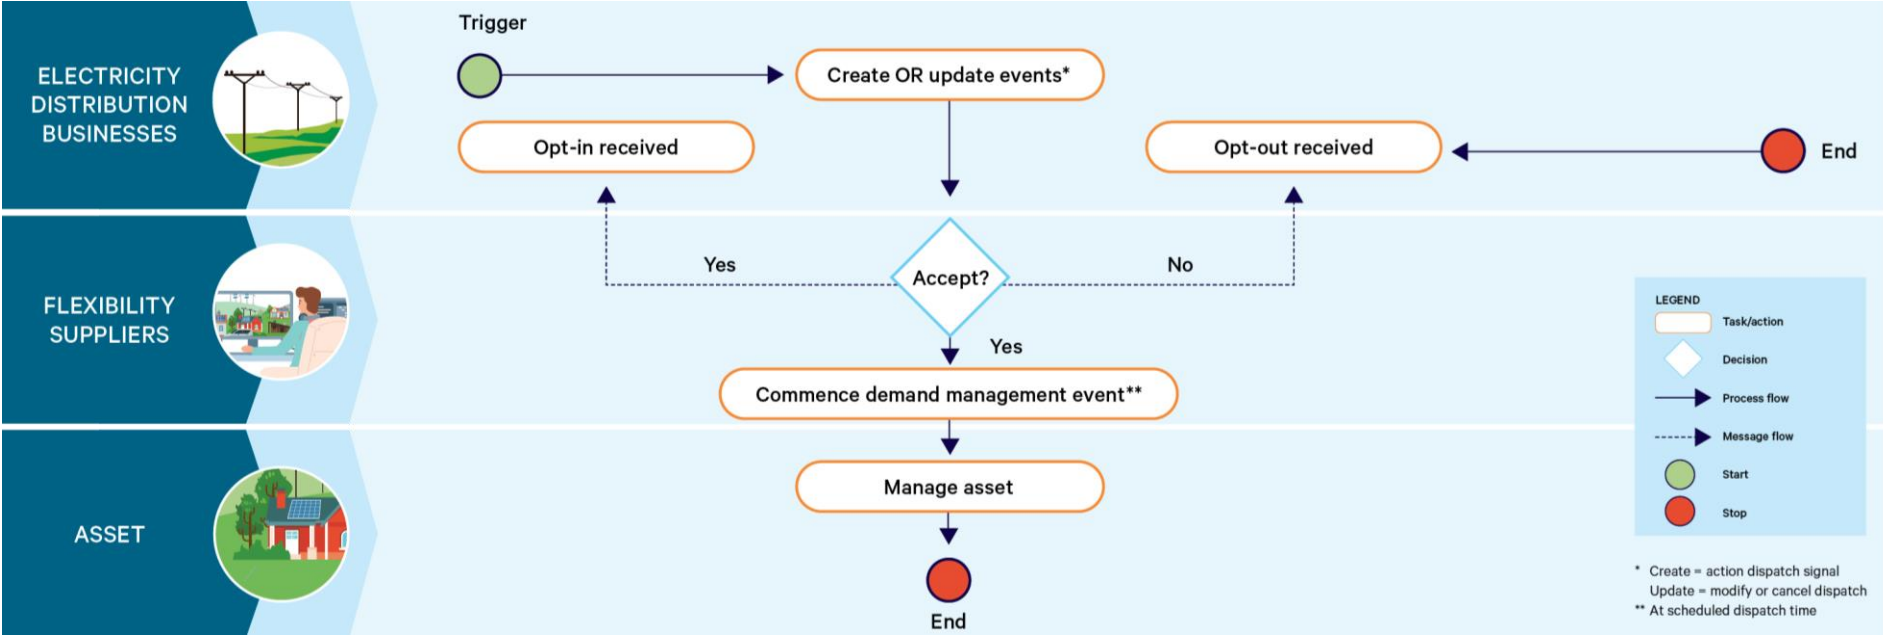 Trigger
ELECTRICITY
DISTRIBUTION
BUSINESSES
Create OR update events*
Opt-in received
Opt-out received
End
FLEXIBILITY
SUPPLIERS
Yes
Accept?
No
Yes
Commence demand management event**
ASSET
Manage asset
End
LEGEND
Task/action
Decision
Process flow
Message flow
Start
Stop
* Create = action dispatch signal
Update = modify or cancel dispatch
** At scheduled dispatch time